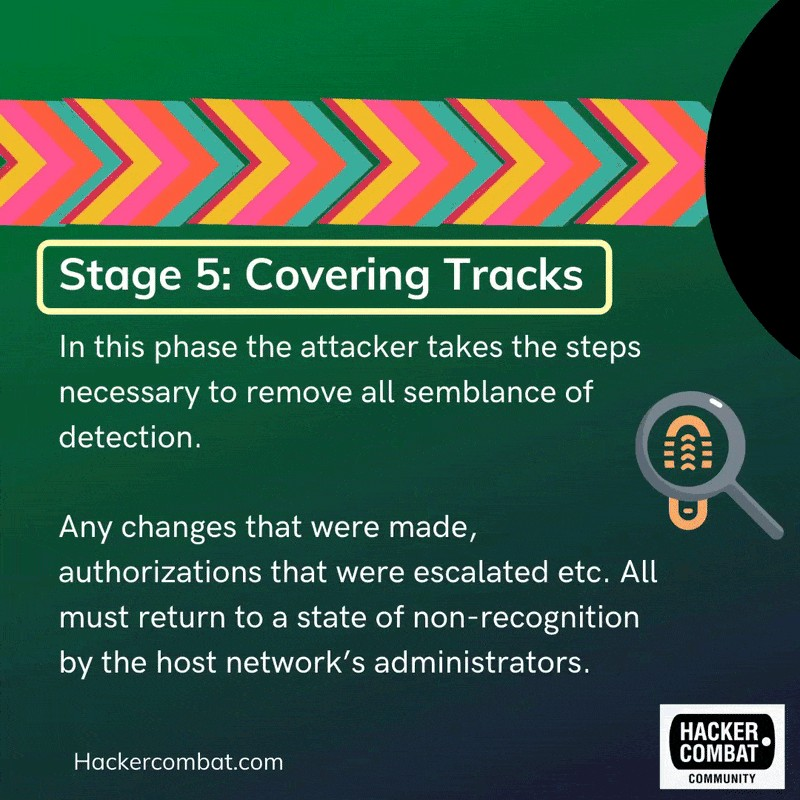 Stage 5: Covering Tracks
In this phase the attacker takes the steps
necessary to remove all semblance of
detection.
Any changes that were made,
authorizations that were escalated etc. All
must return to a state of non-recognition
by the host network’s administrators.
Hackercombat.com
HACKER
COMBAT
COMMUNITY